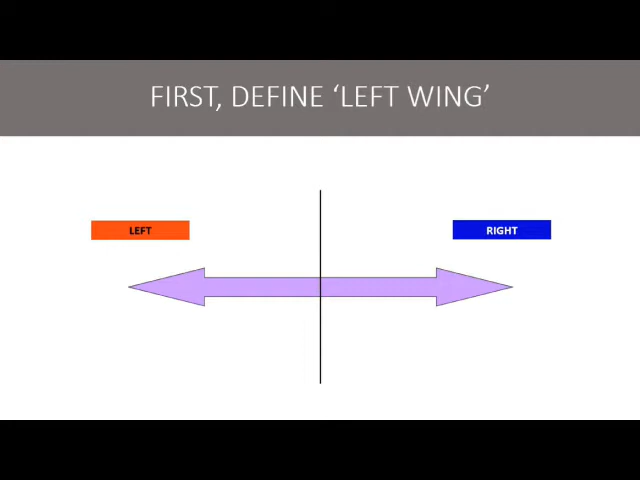 FIRST, DEFINE ‘LEFT WING’
LEFT
RIGHT